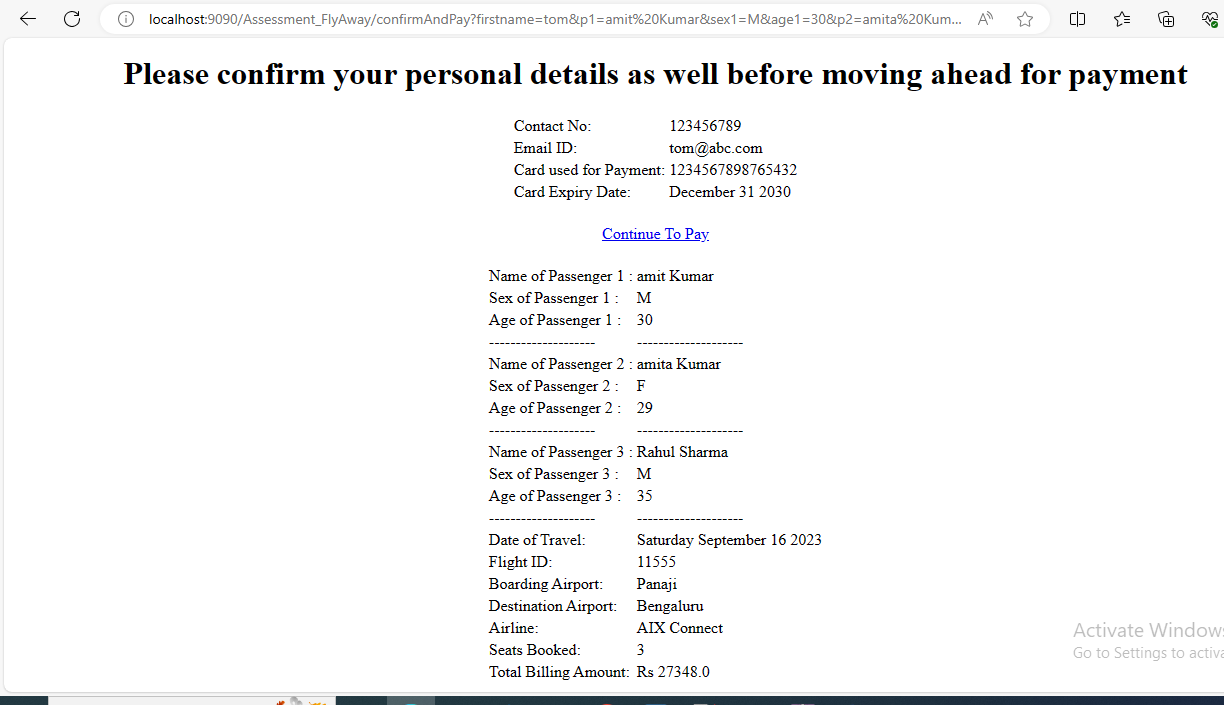 localhost:9090/Assessment_FlyAway/confirmAndPay?firstname=tom&p1=amit%20Kumar&sex1=M&age1=30&p2=amita%20Kum...
Please confirm your personal details as well before moving ahead for payment
Contact No: 123456789
Email ID: tom@abc.com
Card used for Payment: 1234567898765432
Card Expiry Date: December 31 2030
Continue To Pay
Name of Passenger 1 : amit Kumar
Sex of Passenger 1 : M
Age of Passenger 1 : 30
-------------------- --------------------
Name of Passenger 2 : amita Kumar
Sex of Passenger 2 : F
Age of Passenger 2 : 29
-------------------- --------------------
Name of Passenger 3 : Rahul Sharma
Sex of Passenger 3 : M
Age of Passenger 3 : 35
-------------------- --------------------
Date of Travel: Saturday September 16 2023
Flight ID: 11555
Boarding Airport: Panaji
Destination Airport: Bengaluru
Airline: AIX Connect
Seats Booked: 3
Total Billing Amount: Rs 27348.0
Activate Windows
Go to Settings to activa